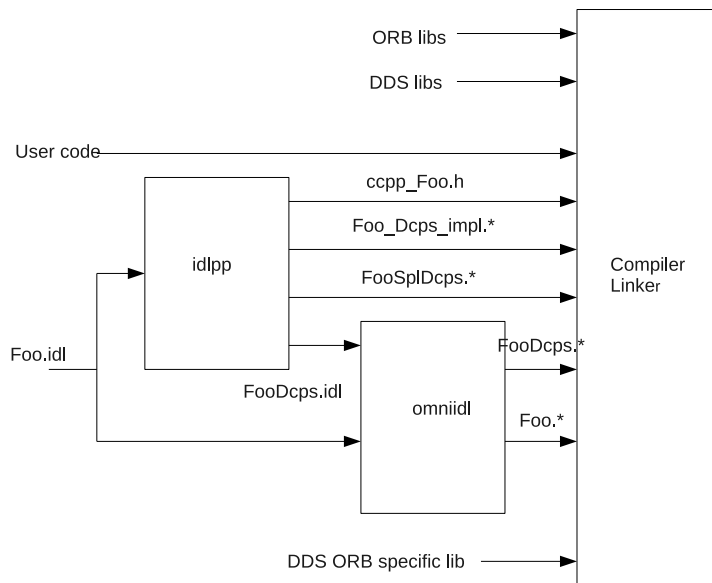 ORB libs
DDS libs
User code
ccpp_Foo.h
Foo_Dcps_impl.*
idlpp
FooSplDcps.*
Compiler
Linker
Foo.idl
FooDcps.*
FooDcps.idl
omniidl
Foo.*
DDS ORB specific lib